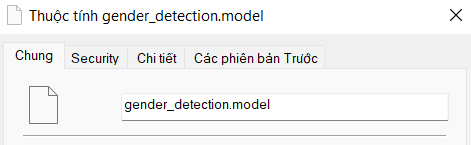 Thuộc tính gender_detection.model
Chung Security Chi tiết Các phiên bản Trước
gender_detection.model